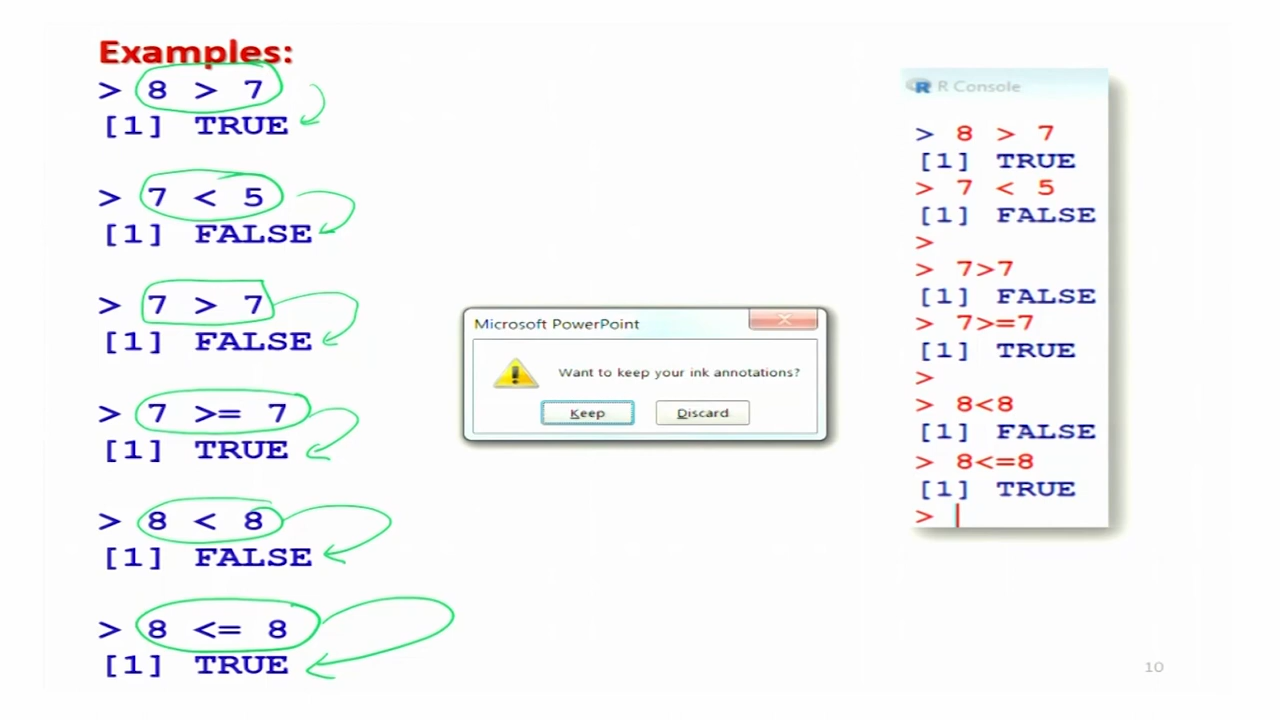 Examples:
> 8 > 7
[1] TRUE
> 7 < 5
[1] FALSE
> 7 > 7
[1] FALSE
> 7 >= 7
[1] TRUE
> 8 < 8
[1] FALSE
> 8 <= 8
[1] TRUE
Microsoft PowerPoint
Want to keep your ink annotations?
Keep
Discard
R Console
> 8 > 7
[1] TRUE
> 7 < 5
[1] FALSE
>
> 7>7
[1] FALSE
> 7>=7
[1] TRUE
>
> 8<8
[1] FALSE
> 8<=8
[1] TRUE
>
10